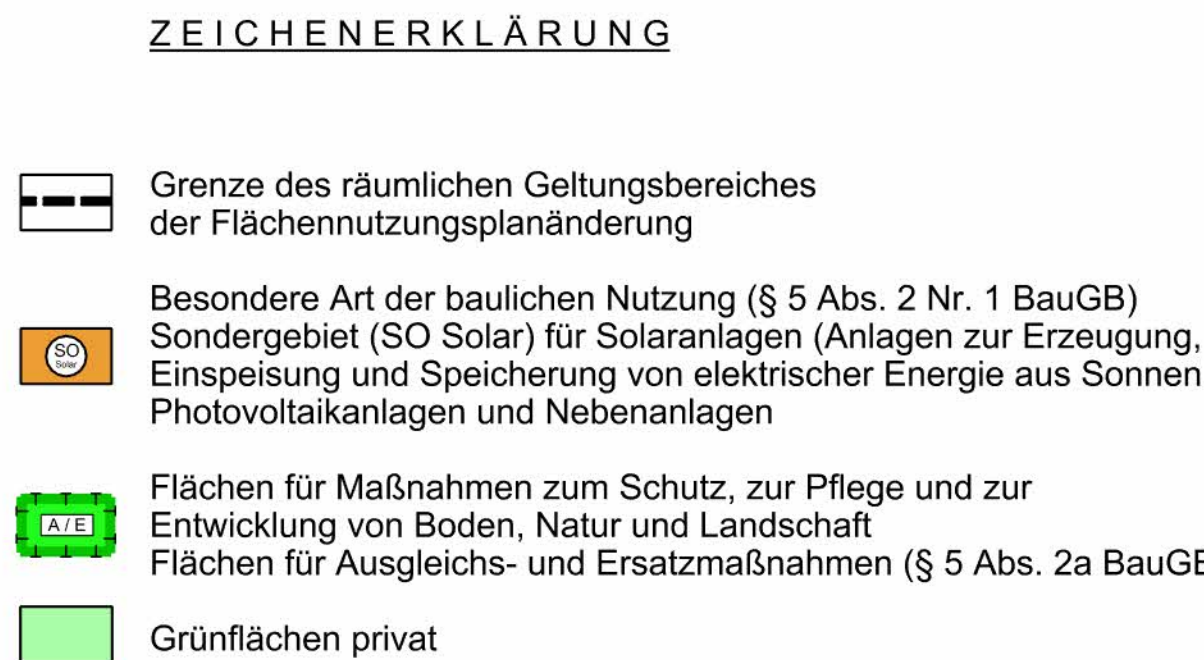 ZEICHENERKLÄRUNG
Grenze des räumlichen Geltungsbereiches
der Flächennutzungsplanänderung
Besondere Art der baulichen Nutzung (§ 5 Abs. 2 Nr. 1 BauGB)
SO
Solar
Sondergebiet (SO Solar) für Solaranlagen (Anlagen zur Erzeugung,
Einspeisung und Speicherung von elektrischer Energie aus Sonnen
Photovoltaikanlagen und Nebenanlagen
Flächen für Maßnahmen zum Schutz, zur Pflege und zur
A / E
Entwicklung von Boden, Natur und Landschaft
Flächen für Ausgleichs- und Ersatzmaßnahmen (§ 5 Abs. 2a BauGB
Grünflächen privat